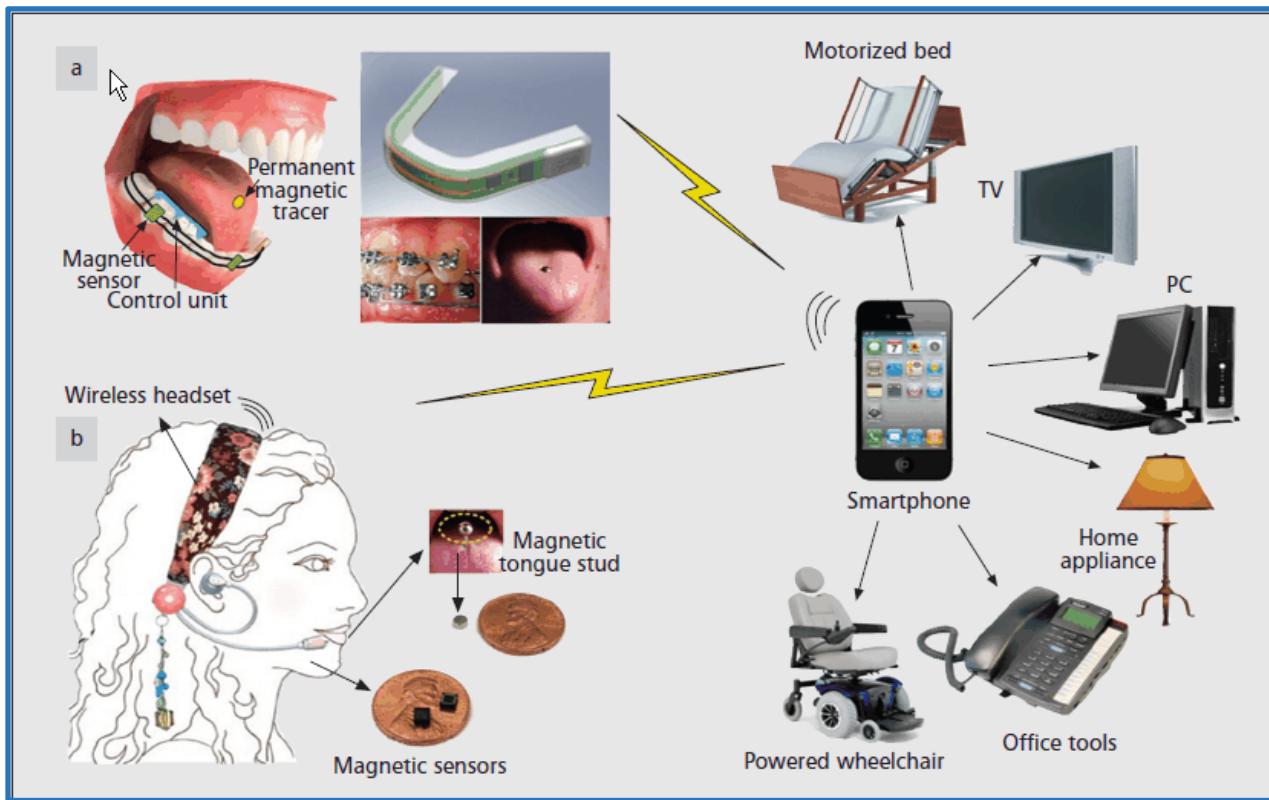 a
Permanent
magnetic
tracer
Magnetic
sensor
Control unit
Motorized bed
TV
PC
Smartphone
Home
appliance
Office tools
Powered wheelchair
Wireless headset
b
Magnetic
tongue stud
Magnetic sensors